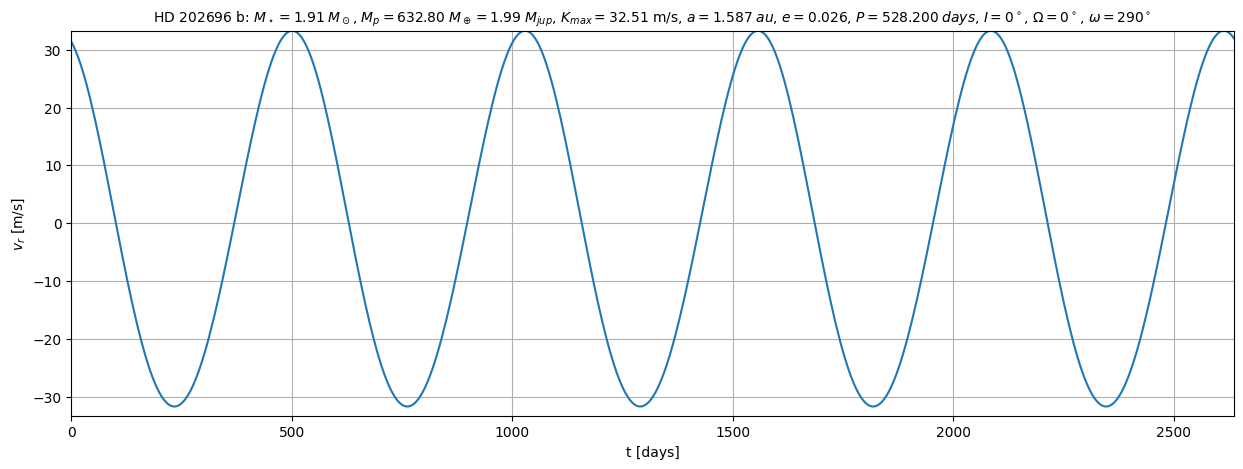 HD 202696 b: M⋆ = 1.91 M⊙, Mp = 632.80 M⊕ = 1.99 Mjup, Kmax = 32.51 m/s, a = 1.587 au, e = 0.026, P = 528.200 days, I = 0°, Ω = 0°, ω = 290°
30
20
10
0
−10
−20
−30
vr [m/s]
0 500 1000 1500 2000 2500
t [days]